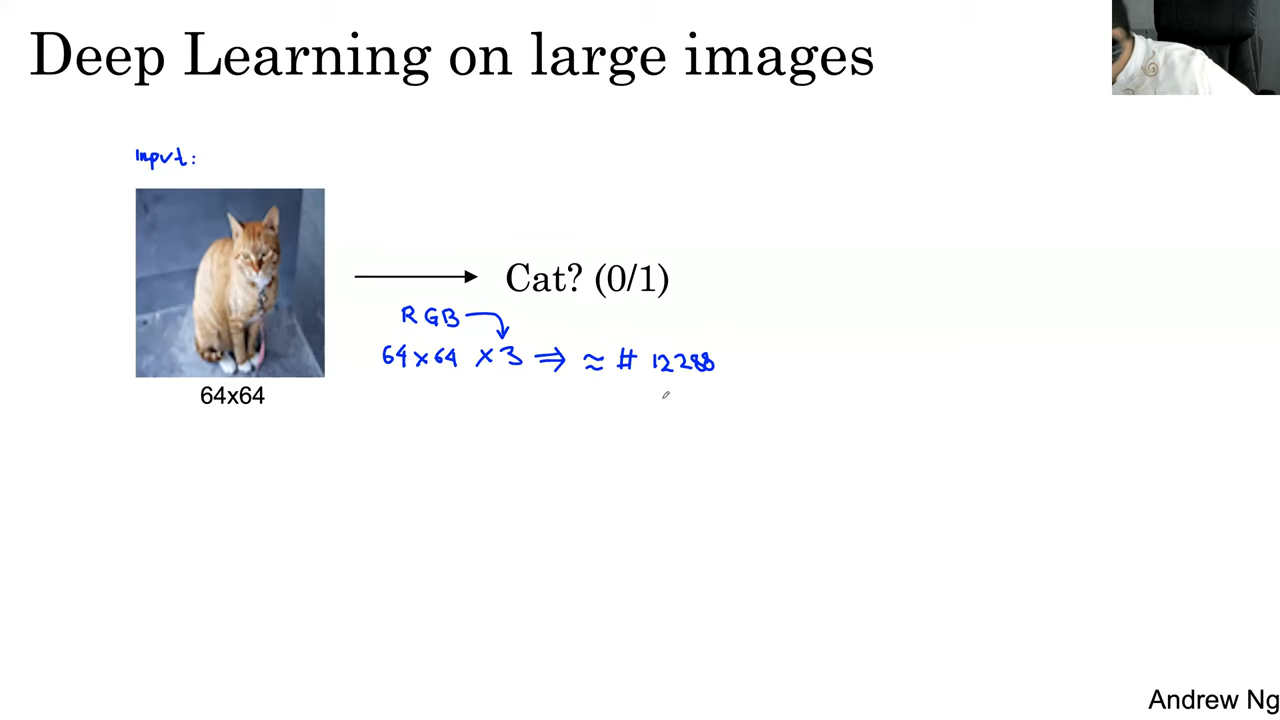 Deep Learning on large images
Input:
Cat? (0/1)
RGB
64x64 x3 ⇒ ≈ # 12288
64x64
Andrew Ng